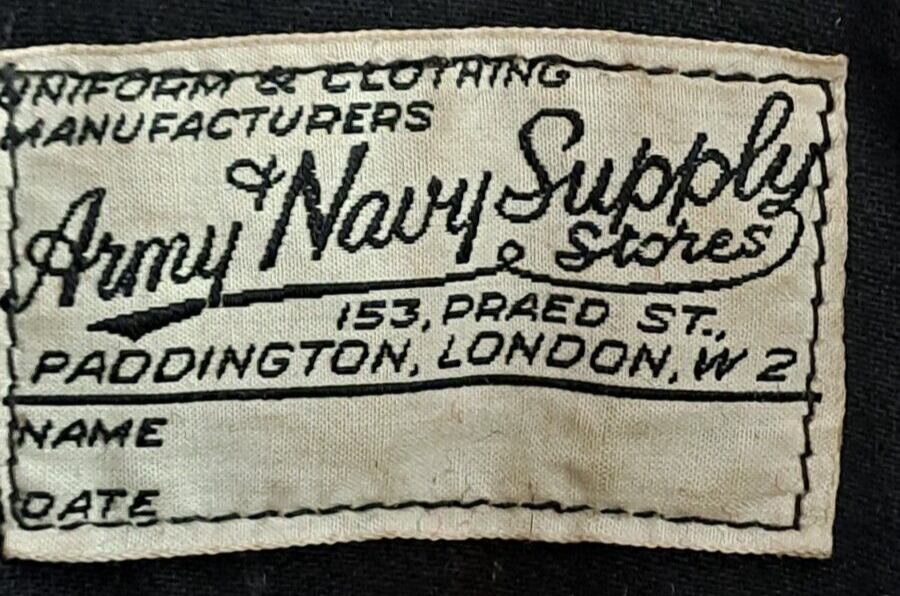 UNIFORM & CLOTHING
MANUFACTURERS
Army & Navy Supply
Stores
153, PRAED ST.,
PADDINGTON, LONDON, W 2
NAME
DATE